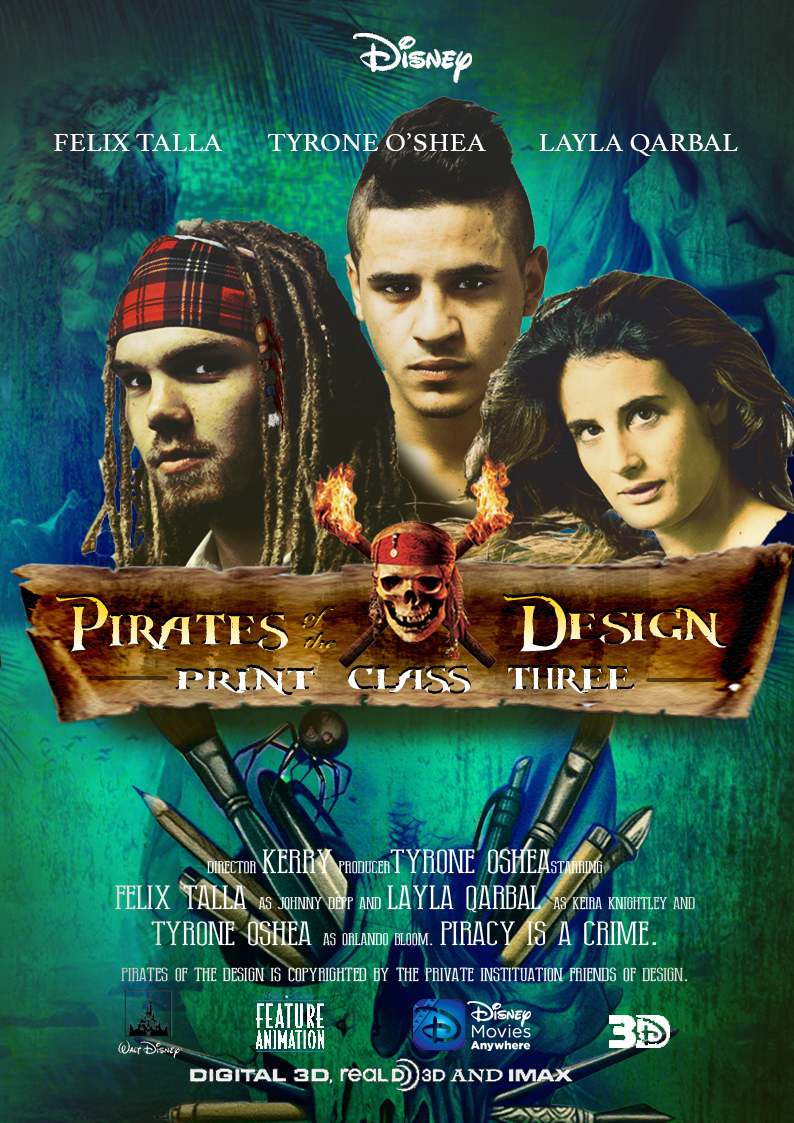 Disney
FELIX TALLA TYRONE O'SHEA LAYLA QARBAL
PIRATES of the DESIGN
PRINT CLASS THREE
DIRECTOR KERRY PRODUCER TYRONE OSHEA STARRING
FELIX TALLA AS JOHNNY DEPP AND LAYLA QARBAL AS KEIRA KNIGHTLEY AND
TYRONE OSHEA AS ORLANDO BLOOM. PIRACY IS A CRIME.
PIRATES OF THE DESIGN IS COPYRIGHTED BY THE PRIVATE INSTITUATION FRIENDS OF DESIGN.
WALT DISNEY
FEATURE
ANIMATION
D
Disney
Movies
Anywhere
3D
DIGITAL 3D, REAL D 3D AND IMAX